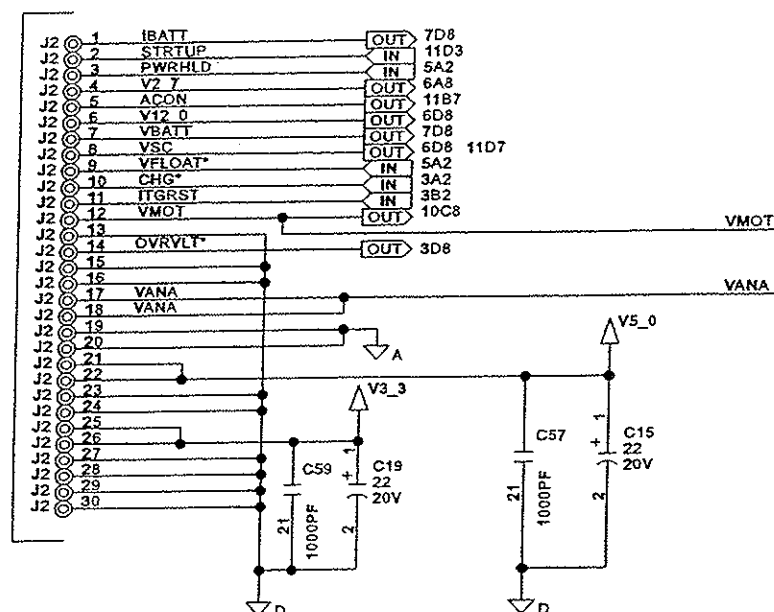 J2 1 IBATT OUT 7D8
J2 2 STRTUP IN 11D3
J2 3 PWRHLD IN 5A2
J2 4 V2_7 OUT 6A8
J2 5 ACON OUT 11B7
J2 6 V12_0 OUT 6D8
J2 7 VBATT OUT 7D8
J2 8 VSC OUT 6D8 11D7
J2 9 VFLOAT* IN 5A2
J2 10 CHG* IN 3A2
J2 11 ITGRST IN 3B2
J2 12 VMOT OUT 10C8
VMOT
J2 13
J2 14 OVRVLT* OUT 3D8
J2 15
J2 16
J2 17 VANA VANA
J2 18 VANA
J2 19
J2 20 A
V5_0
J2 21
J2 22
J2 23
J2 24
V3_3
J2 25
J2 26
J2 27
J2 28
J2 29
J2 30
C59
21
1000PF
+ 1
C19
22
20V
2
C57
21
1000PF
+ 1
C15
22
20V
2
D
D